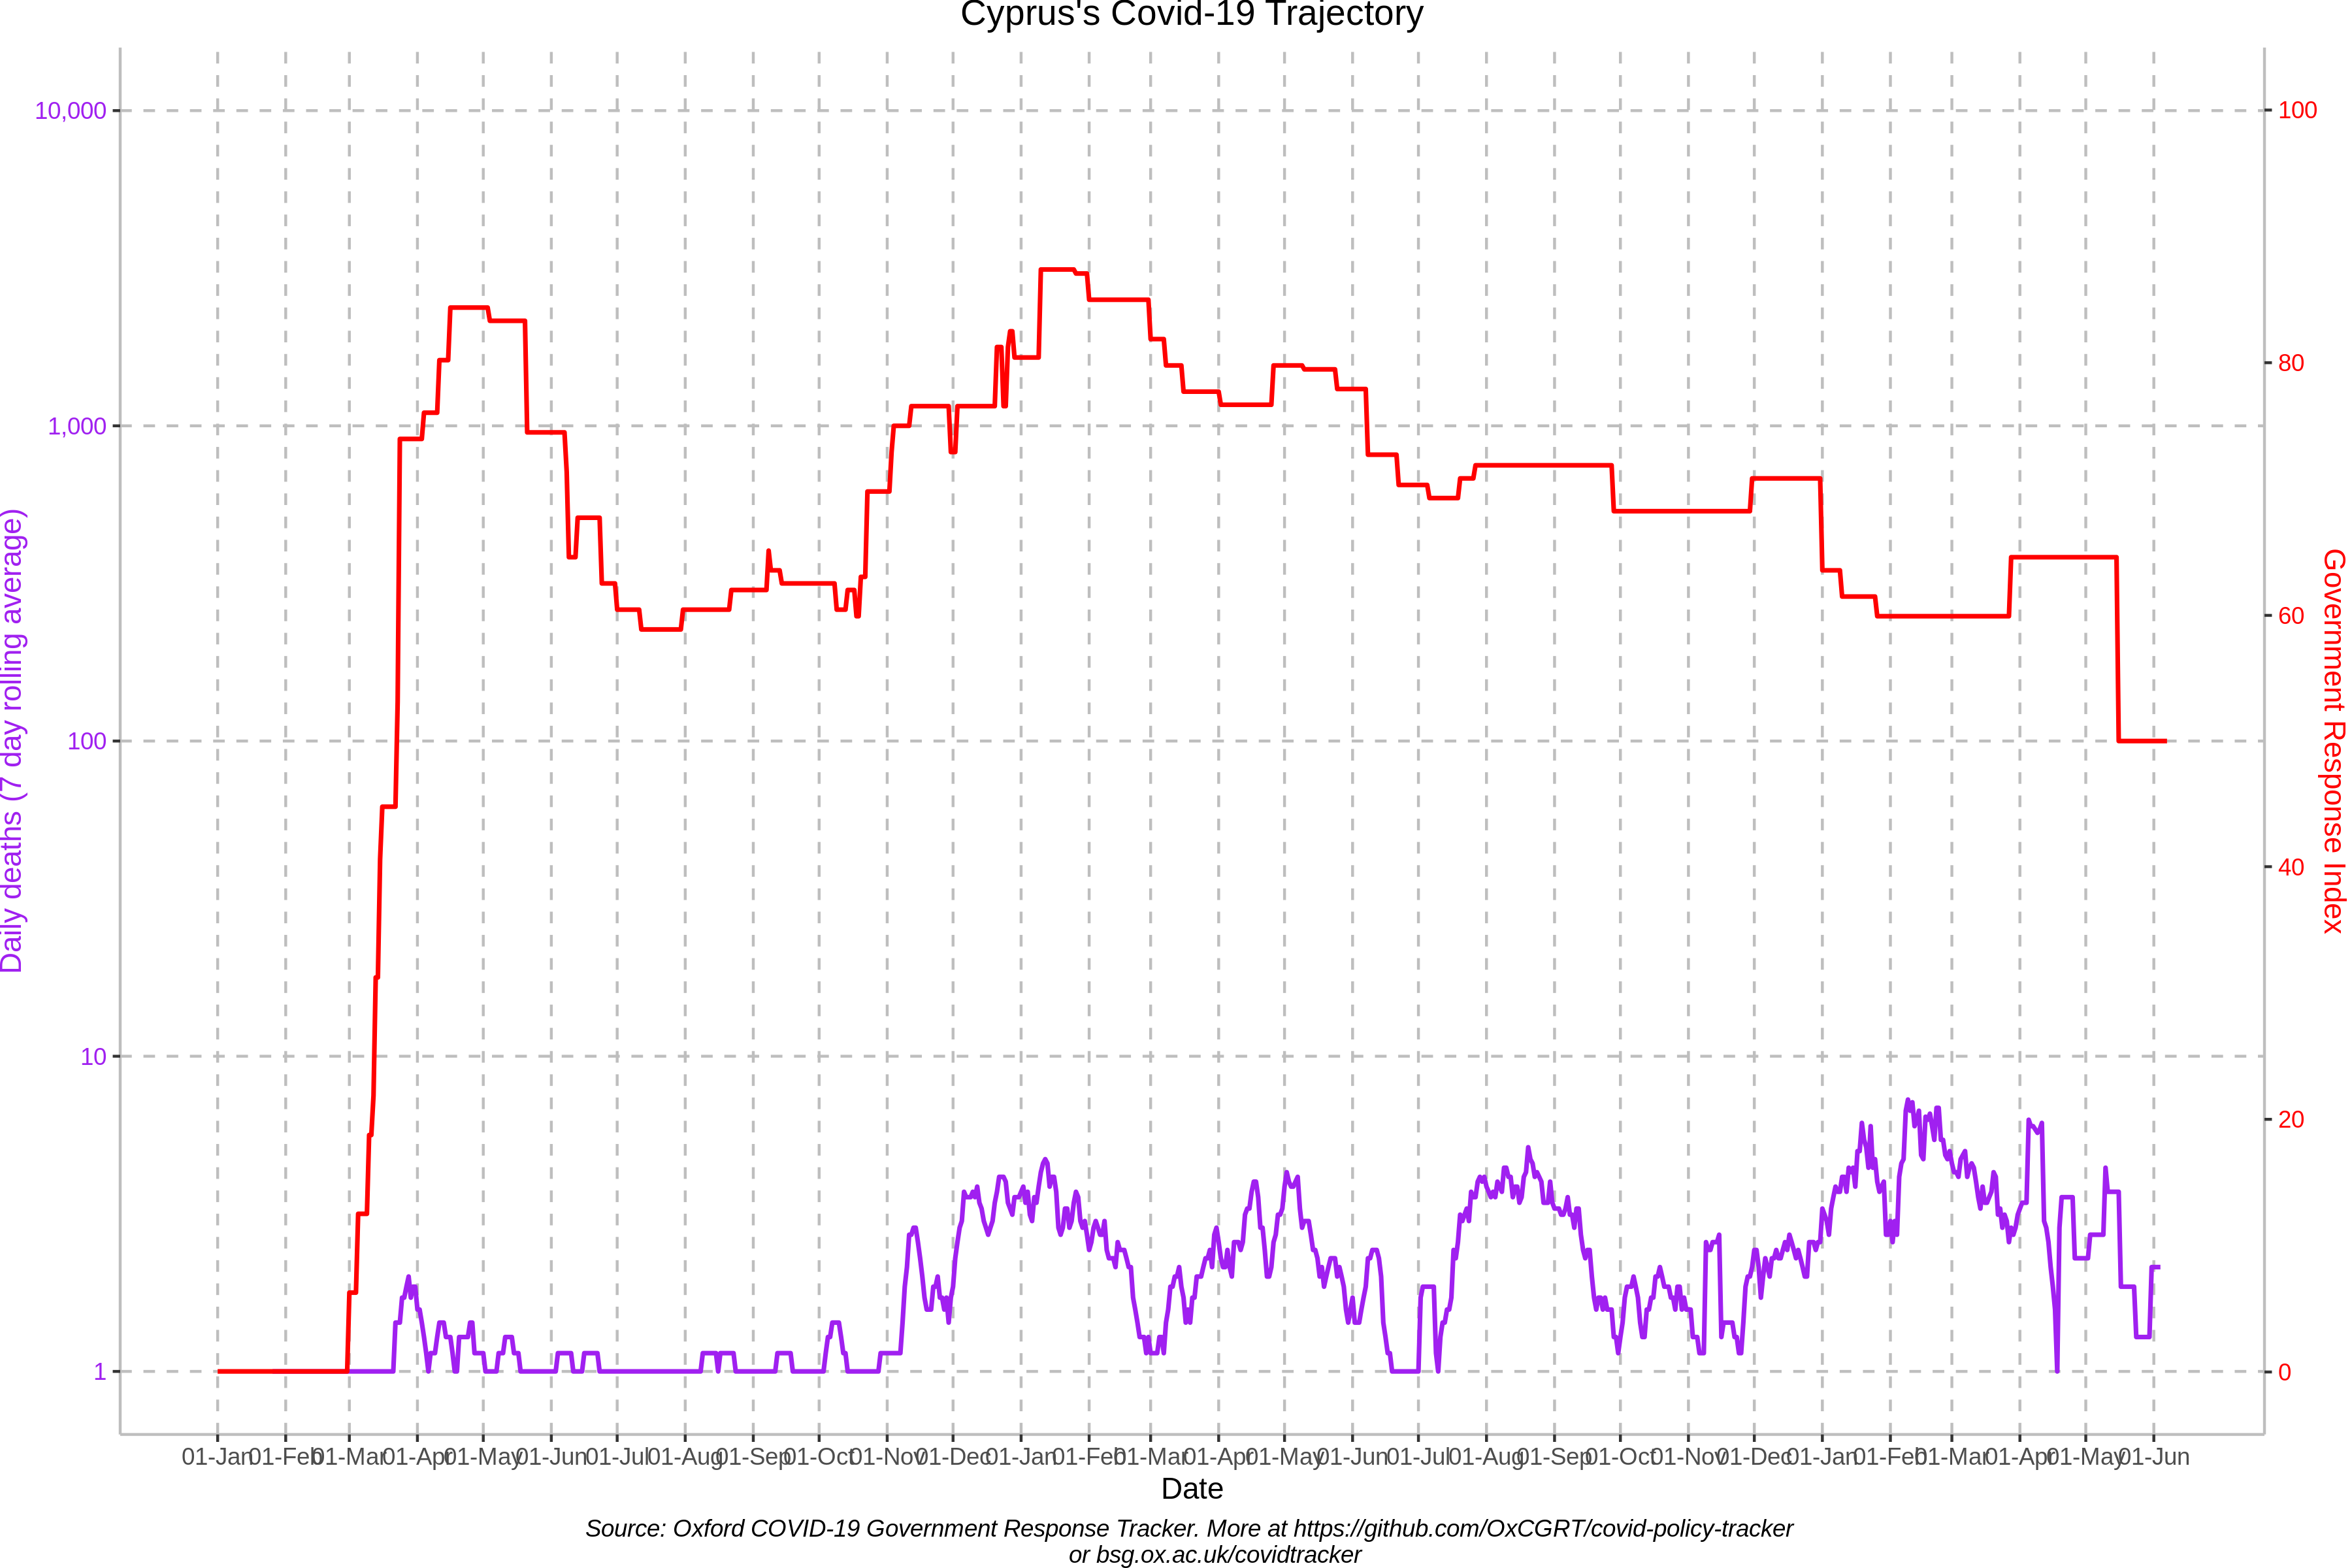 Cyprus's Covid-19 Trajectory
10,000
1,000
100
10
1
Daily deaths (7 day rolling average)
100
80
60
40
20
0
Government Response Index
01-Jan 01-Feb 01-Mar 01-Apr 01-May 01-Jun 01-Jul 01-Aug 01-Sep 01-Oct 01-Nov 01-Dec 01-Jan 01-Feb 01-Mar 01-Apr 01-May 01-Jun 01-Jul 01-Aug 01-Sep 01-Oct 01-Nov 01-Dec 01-Jan 01-Feb 01-Mar 01-Apr 01-May 01-Jun
Date
Source: Oxford COVID-19 Government Response Tracker. More at https://github.com/OxCGRT/covid-policy-tracker
or bsg.ox.ac.uk/covidtracker